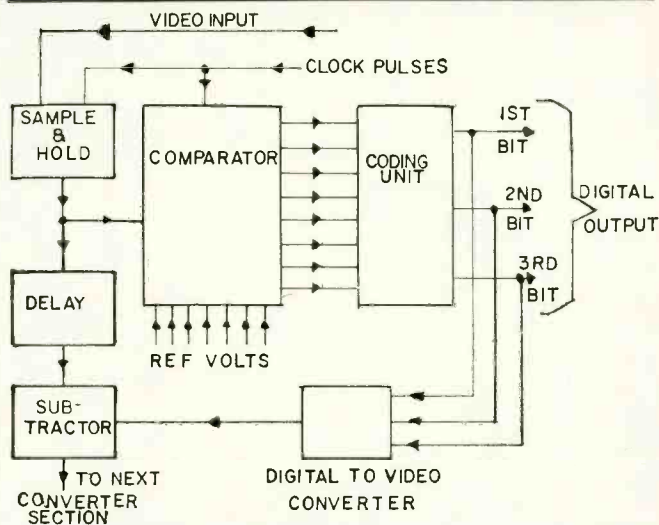 VIDEO INPUT
CLOCK PULSES
SAMPLE
&
HOLD
COMPARATOR
CODING
UNIT
1ST
BIT
2ND
BIT
3RD
BIT
DIGITAL
OUTPUT
DELAY
REF VOLTS
SUB-
TRACTOR
TO NEXT
CONVERTER
SECTION
DIGITAL TO VIDEO
CONVERTER